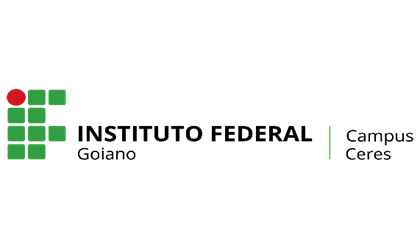 INSTITUTO FEDERAL
Goiano
Campus
Ceres